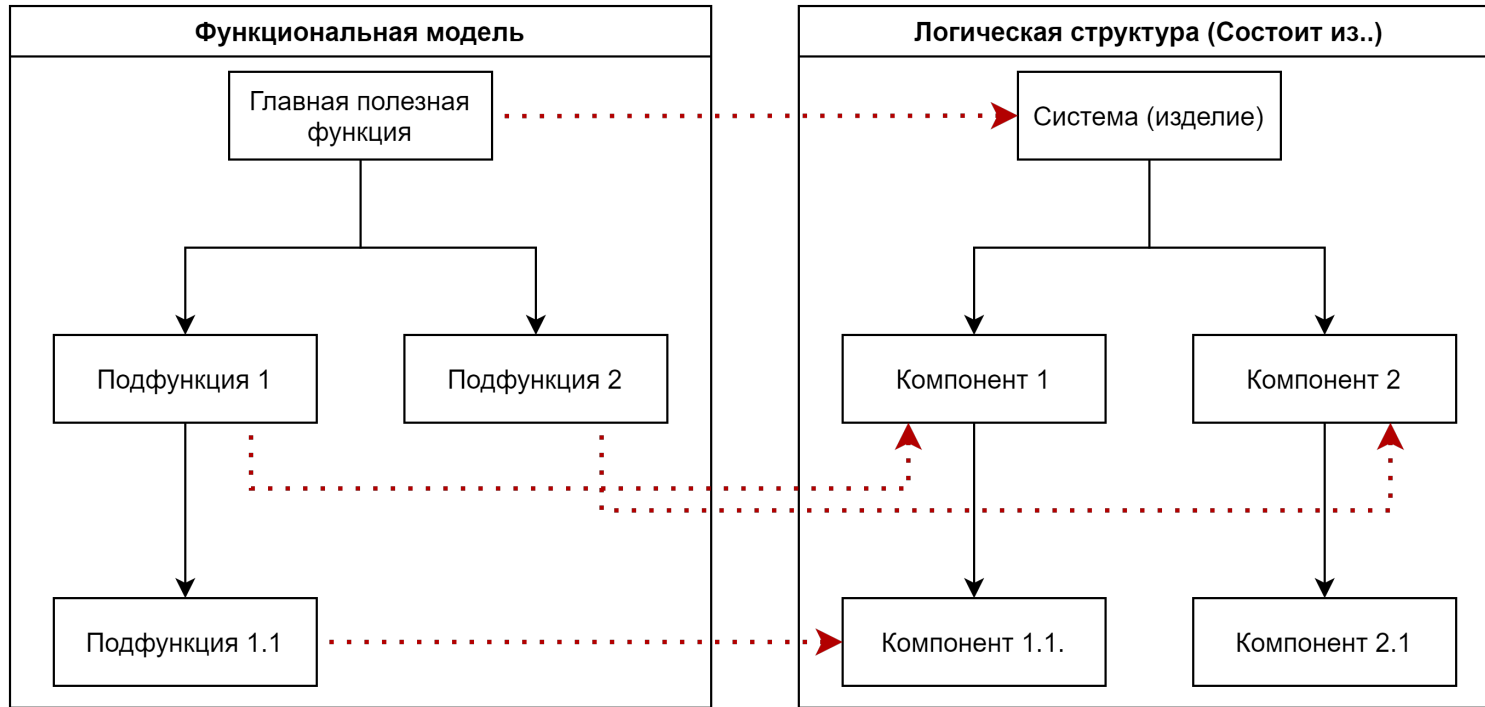 Функциональная модель
Главная полезная
функция
Подфункция 1
Подфункция 2
Подфункция 1.1
Логическая структура (Состоит из..)
Система (изделие)
Компонент 1
Компонент 2
Компонент 1.1.
Компонент 2.1